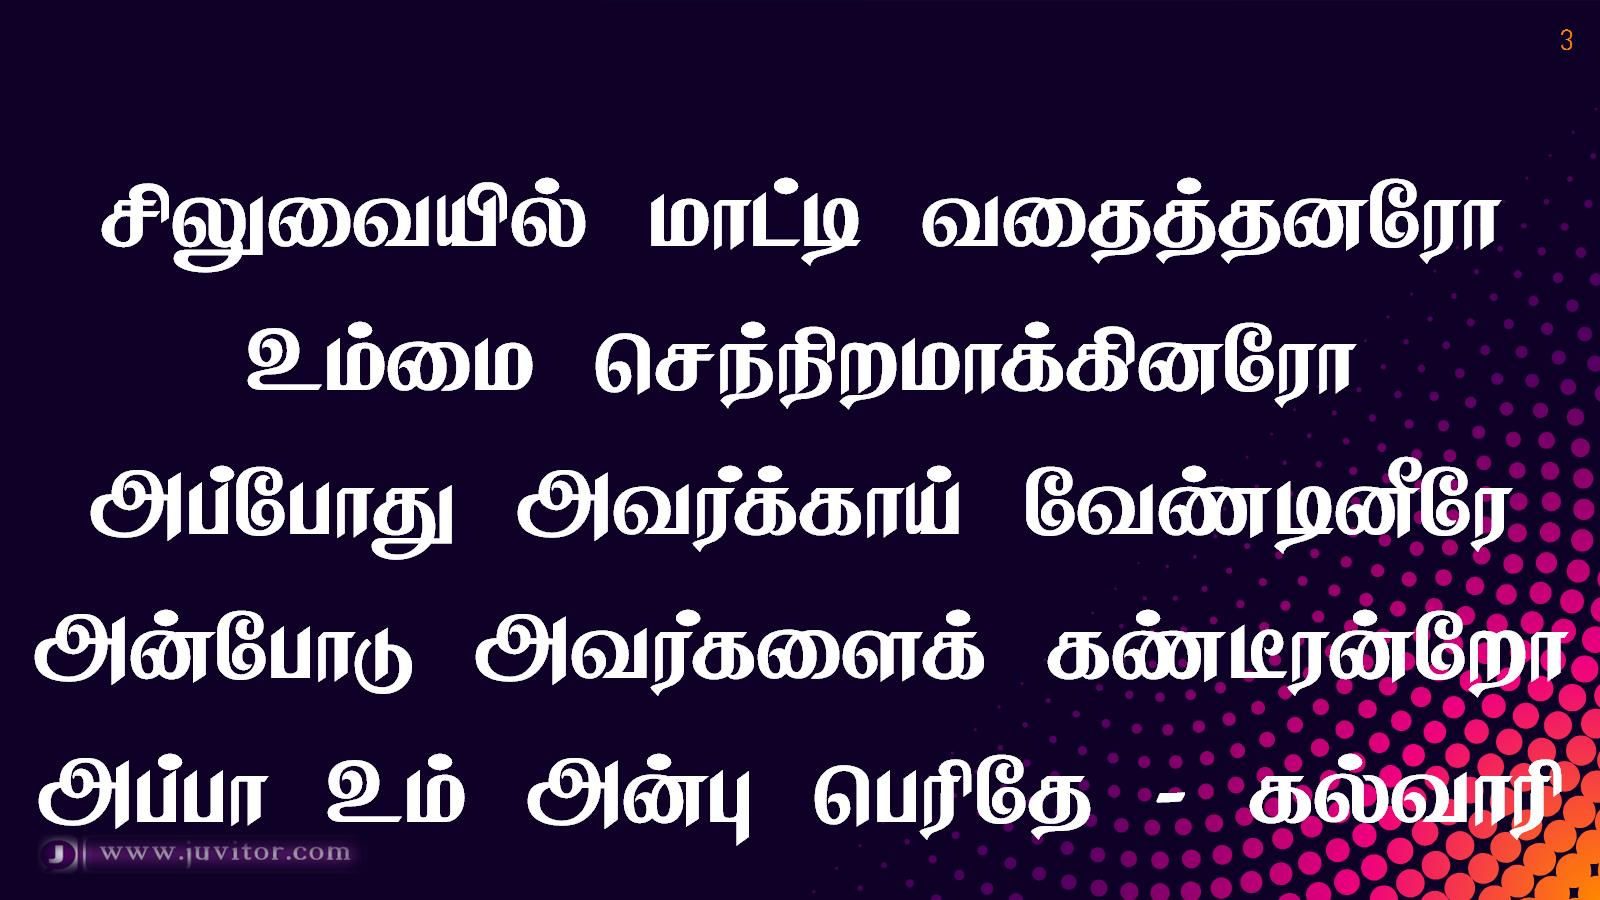 3
சிலுவையில் மாட்டி வதைத்தனரோ
உம்மை செந்நிறமாக்கினரோ
அப்போது அவர்க்காய் வேண்டினீரே
அன்போடு அவர்களைக் கண்டீரன்றோ
அப்பா உம் அன்பு பெரிதே - கல்வாரி
J www.juvitor.com